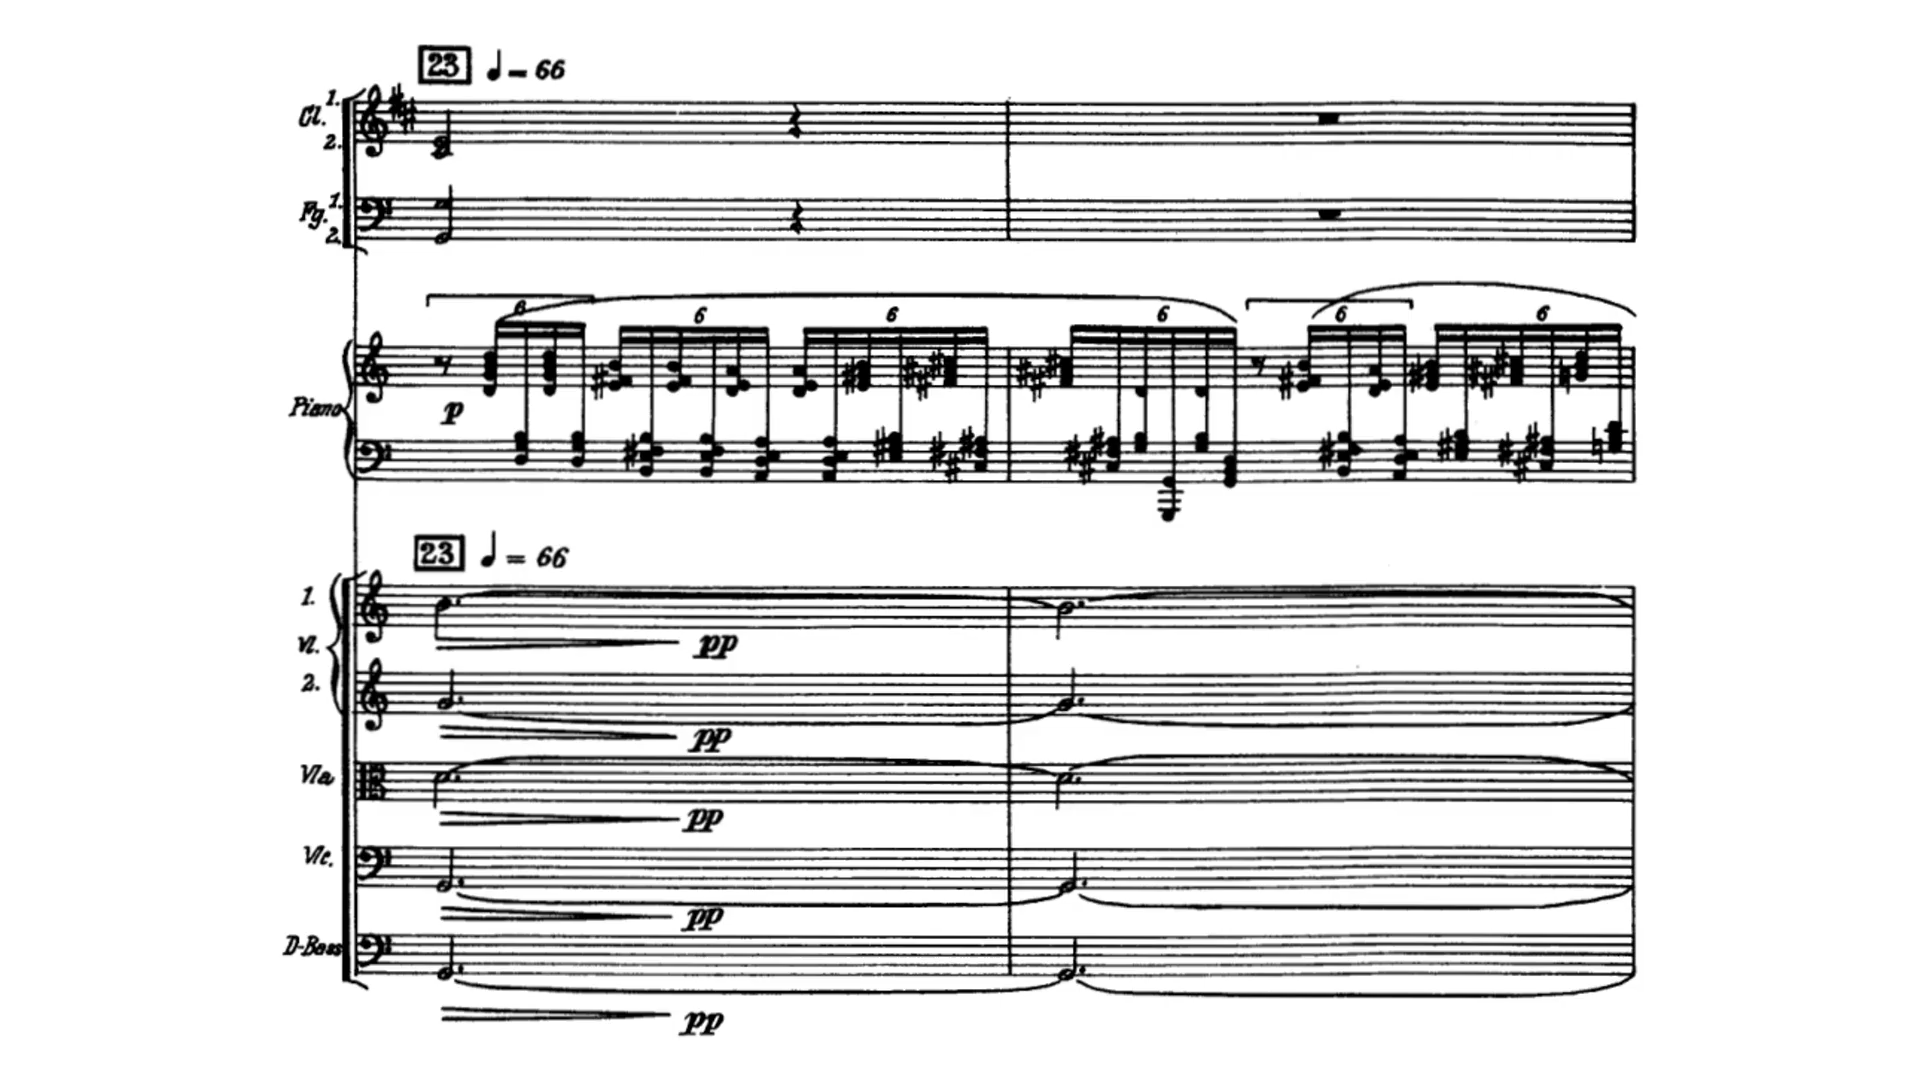 23 ♩ = 66
Cl. 1.
2.
Fg. 1.
2.
6 6 6 6 6 6
Piano
p
23 ♩ = 66
1.
pp
Vl.
2.
pp
Vla
pp
Vlc.
pp
D-Bass
pp